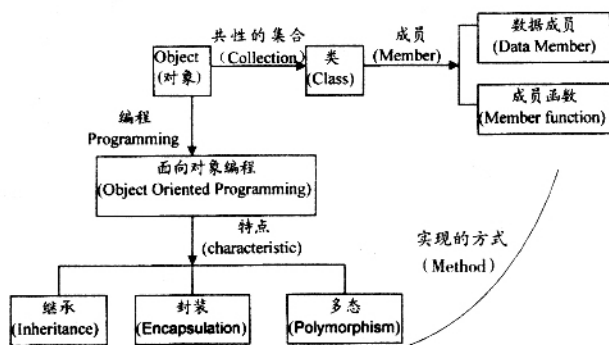 共性的集合
(Collection)
Object
(对象)
类
(Class)
成员
(Member)
数据成员
(Data Member)
成员函数
(Member function)
编程
Programming
面向对象编程
(Object Oriented Programming)
特点
(characteristic)
实现的方式
(Method)
继承
(Inheritance)
封装
(Encapsulation)
多态
(Polymorphism)